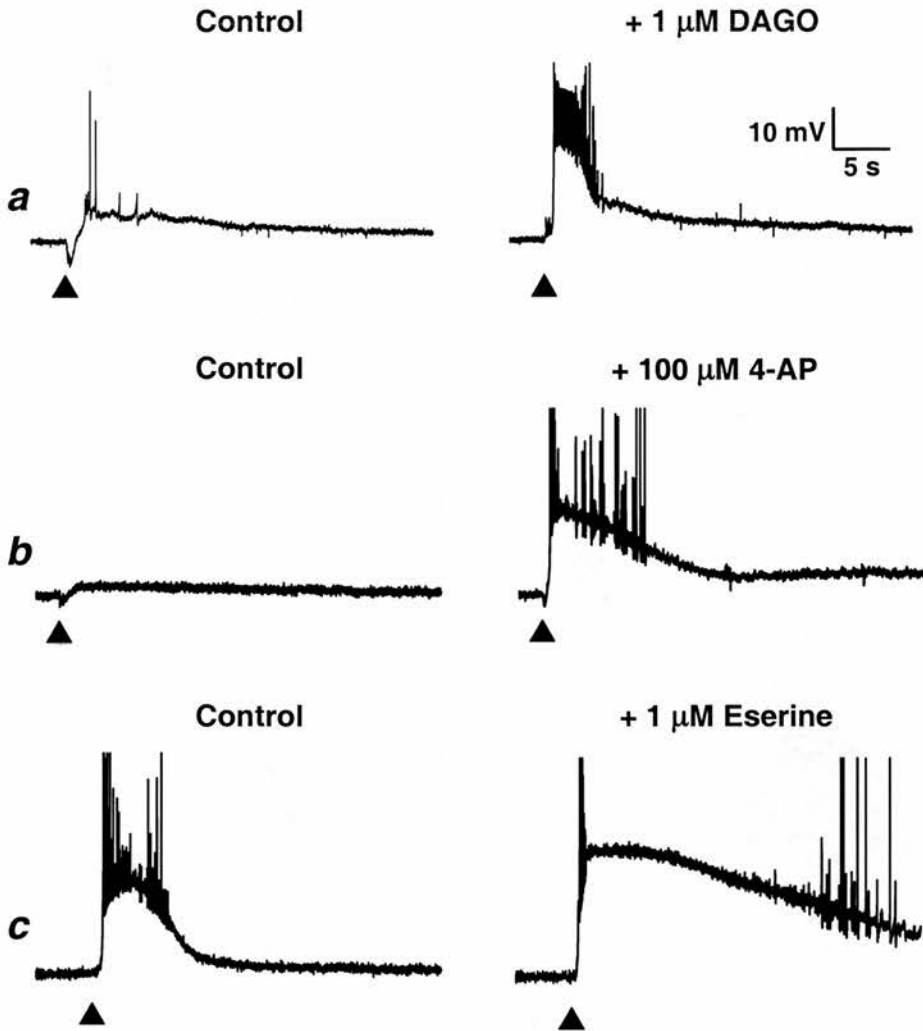 Control
+ 1 μM DAGO
10 mV
5 s
a
Control
+ 100 μM 4-AP
b
Control
+ 1 μM Eserine
c